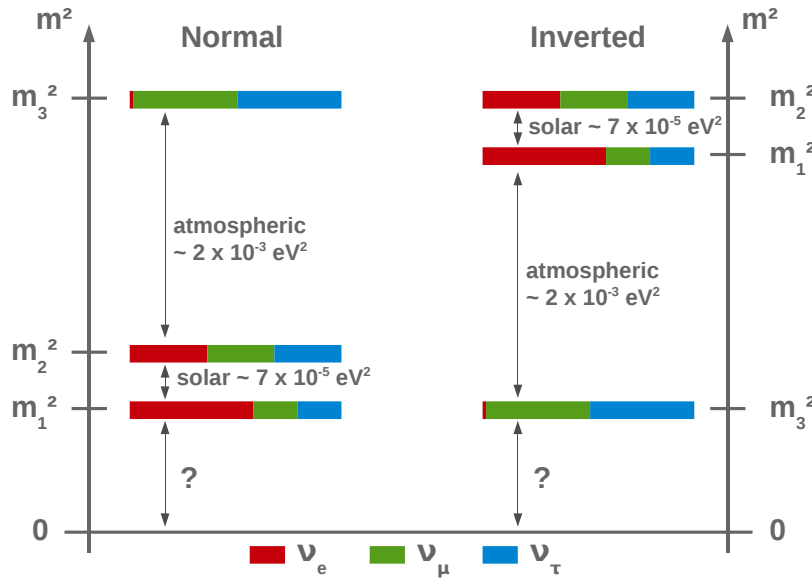 m²
Normal
Inverted
m²
m₃²
m₂²
solar ~ 7 x 10⁻⁵ eV²
m₁²
atmospheric
~ 2 x 10⁻³ eV²
atmospheric
~ 2 x 10⁻³ eV²
m₂²
solar ~ 7 x 10⁻⁵ eV²
m₁²
m₃²
?
?
0
0
ν_e
ν_μ
ν_τ